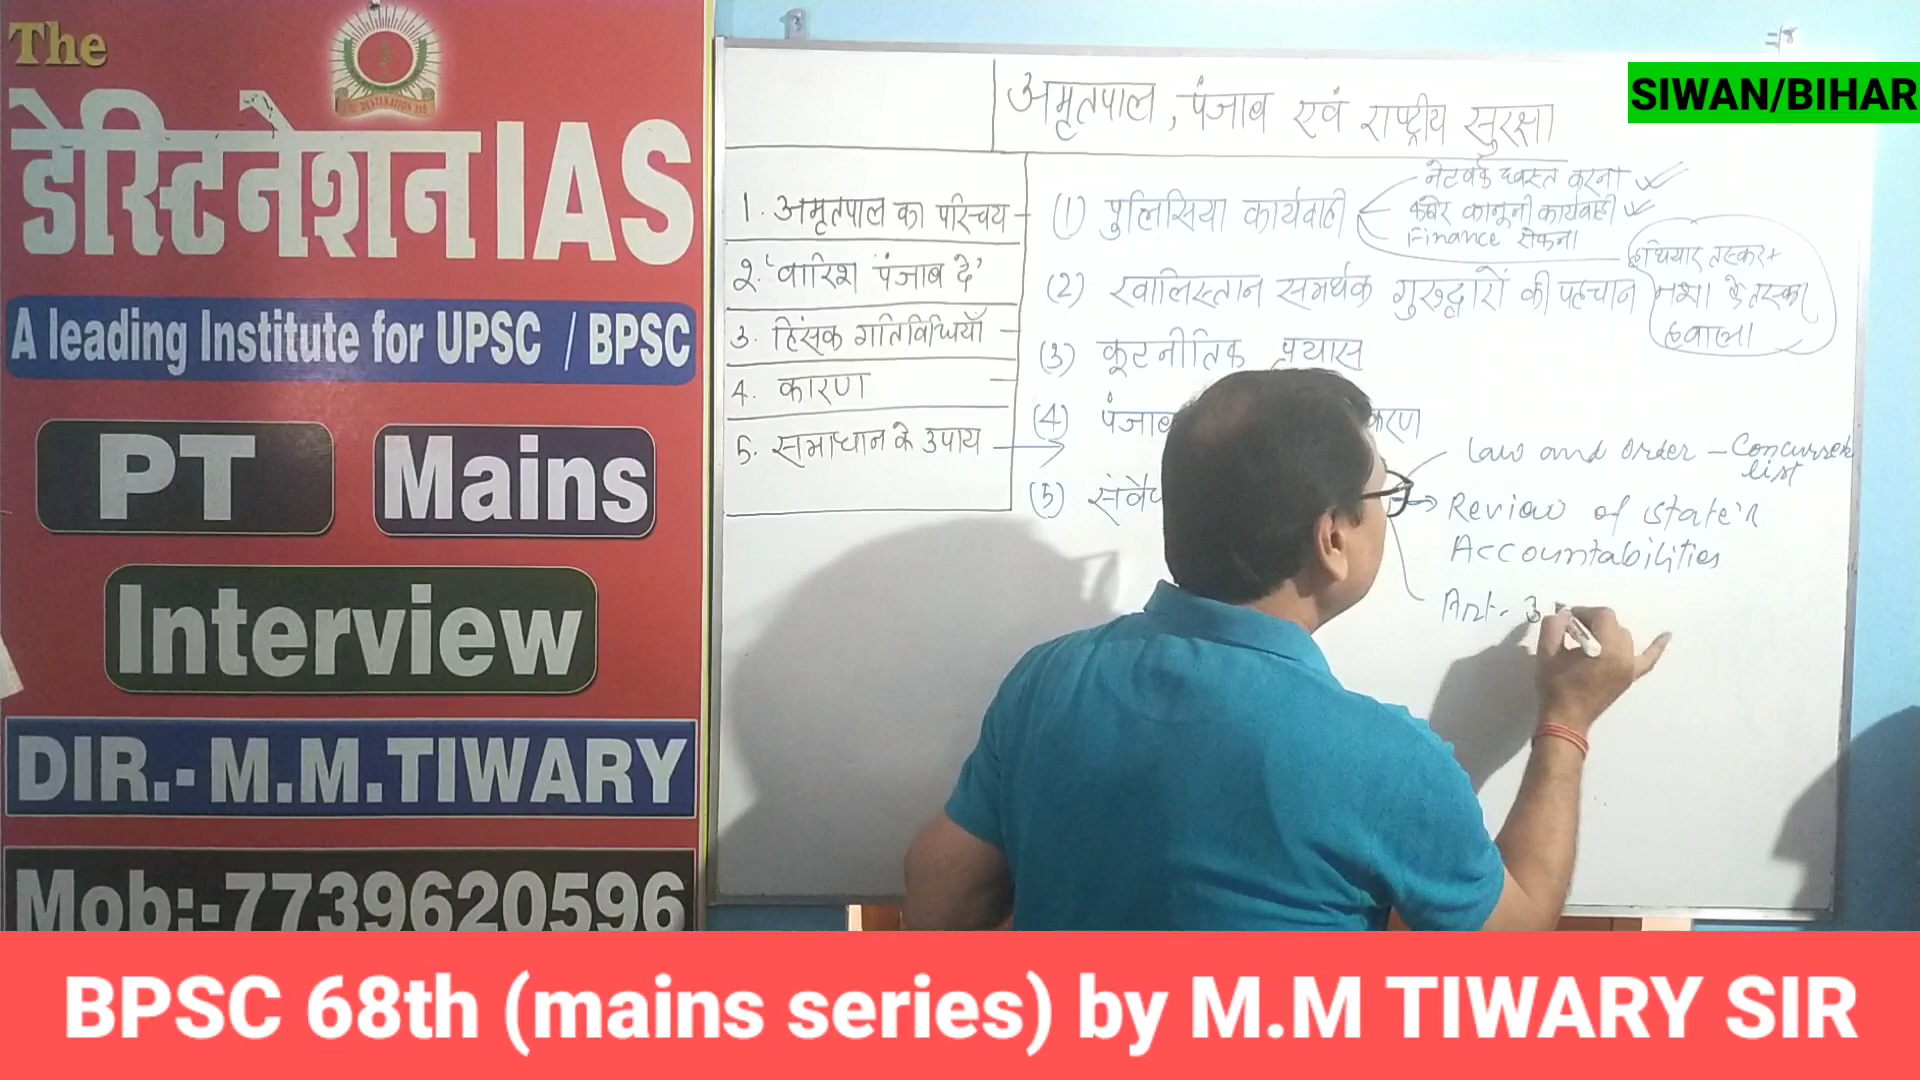 The
डेस्टिनेशन IAS
A leading Institute for UPSC / BPSC
PT Mains
Interview
DIR.- M.M.TIWARY
Mob:-7739620596
SIWAN/BIHAR
अमृतपाल, पंजाब एवं राष्ट्रीय सुरक्षा
1. अमृतपाल का परिचय
2. 'वारिश पंजाब दे'
3. हिंसक गतिविधियाँ
4. कारण
5. समाधान के उपाय
(1) पुलिसिया कार्यवाही
नेटवर्क ध्वस्त करना
कठोर कानूनी कार्यवाही
Finance रोकना
(2) खालिस्तान समर्थक गुरुद्वारों की पहचान
हथियार तस्कर +
नशा के तस्कर
हवाला
(3) कूटनीतिक प्रयास
(4) पंजाब करण
(5) संवै
Law and order – Concurrent
list
Review of state's
Accountabilities
Art- 3
BPSC 68th (mains series) by M.M TIWARY SIR